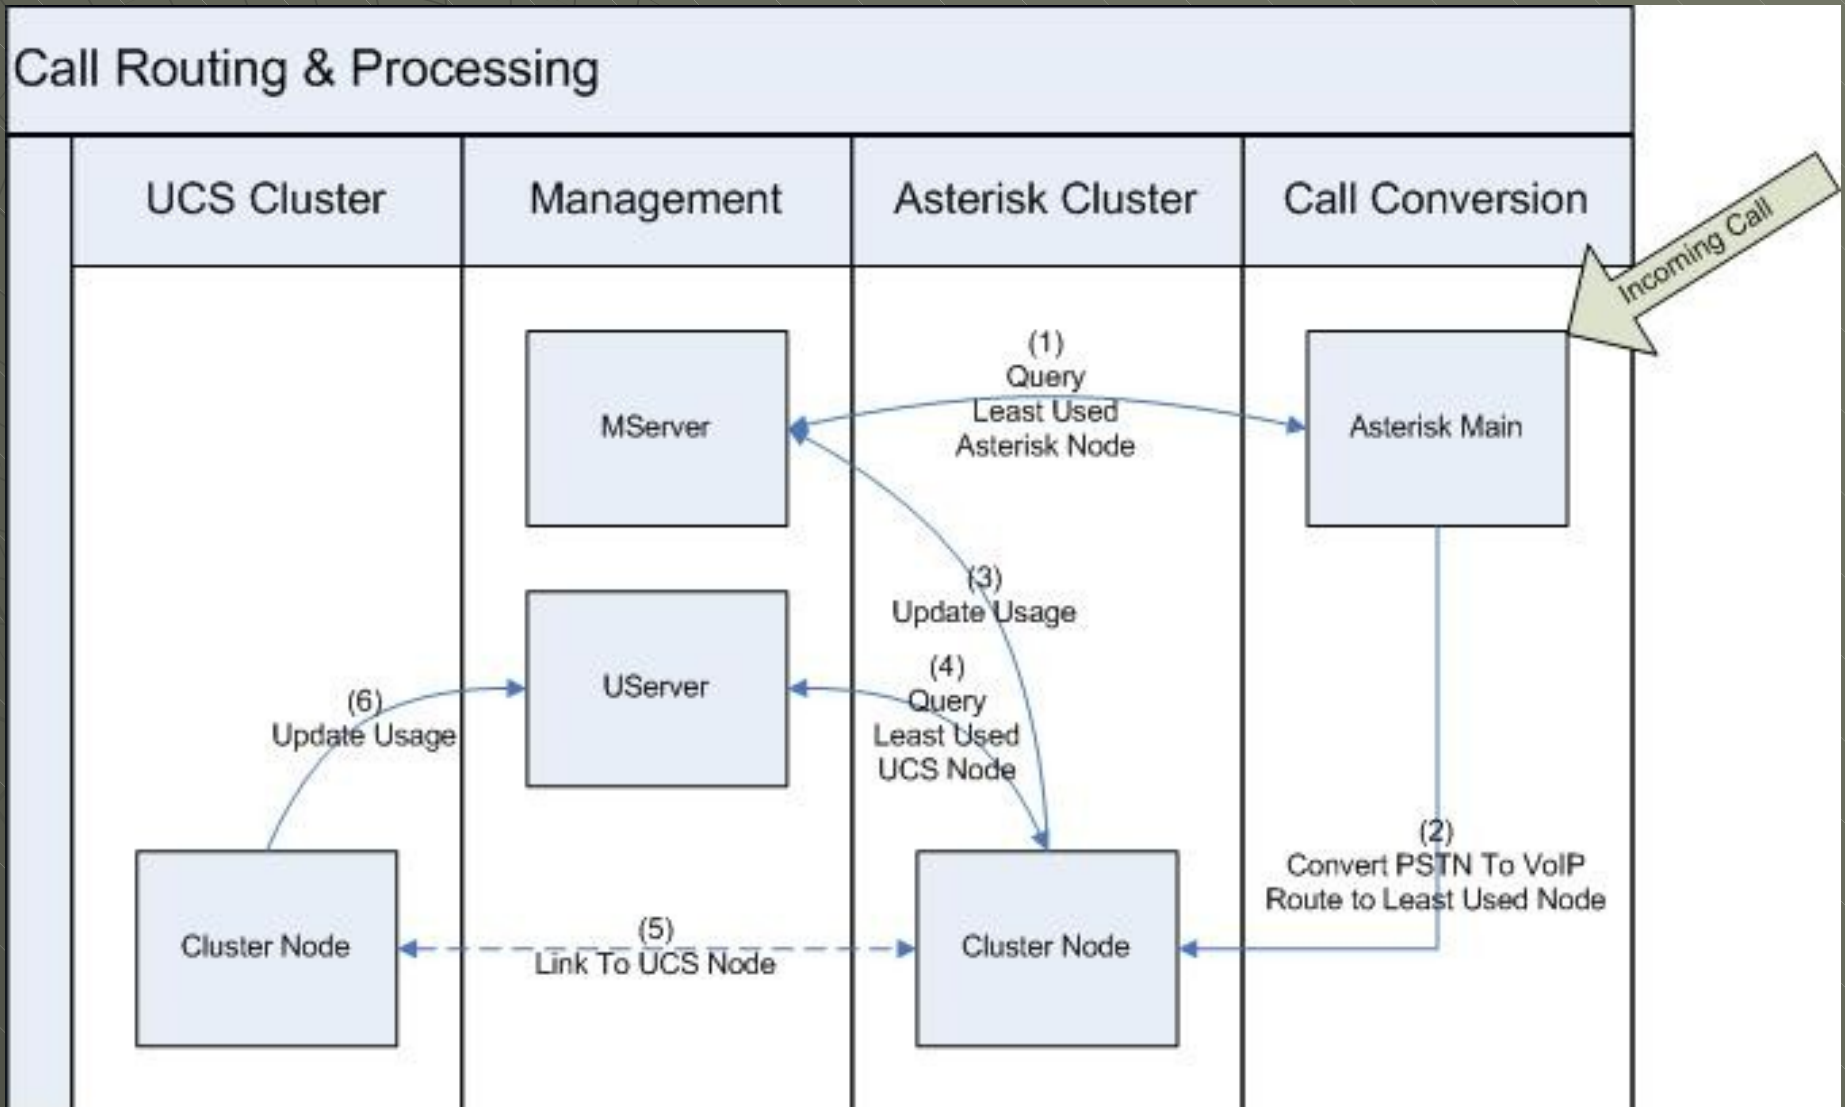 Call Routing & Processing
UCS Cluster
Management
Asterisk Cluster
Call Conversion
Incoming Call
MServer
(1)
Query
Least Used
Asterisk Node
Asterisk Main
(3)
Update Usage
UServer
(4)
Query
Least Used
UCS Node
(6)
Update Usage
(2)
Convert PSTN To VoIP
Route to Least Used Node
Cluster Node
(5)
Link To UCS Node
Cluster Node